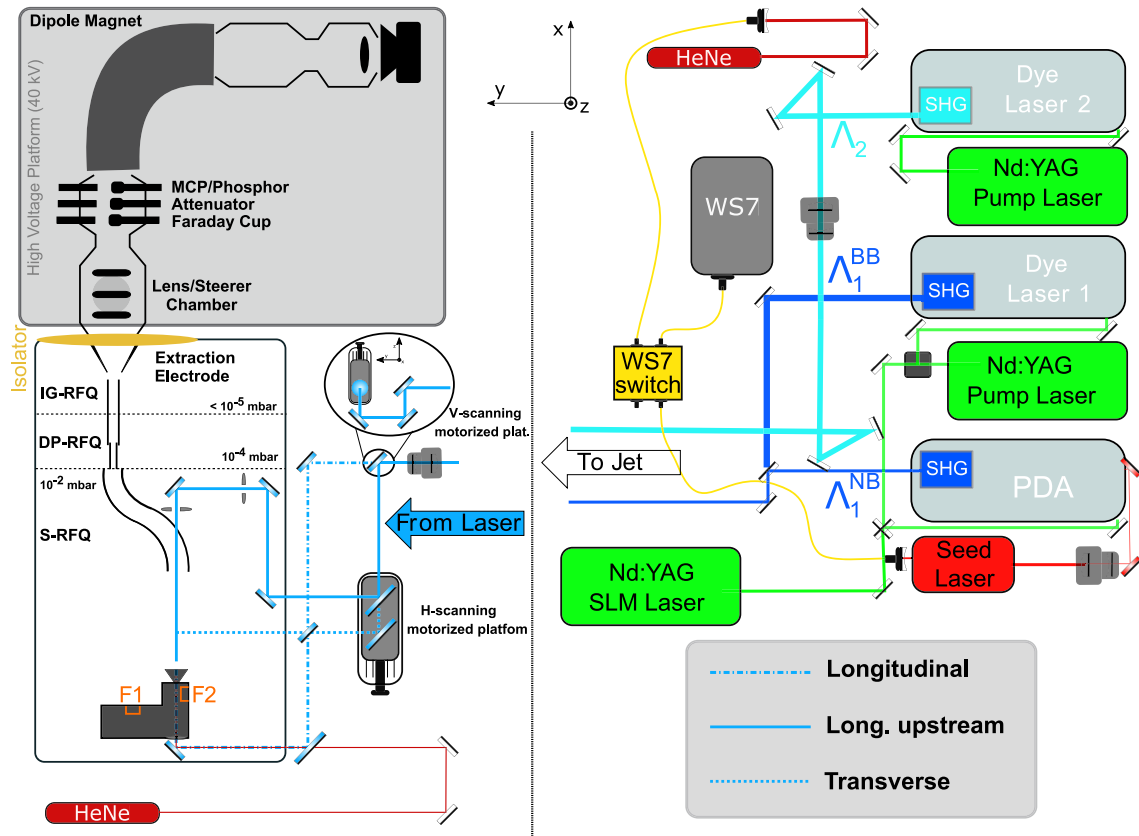 Dipole Magnet
High Voltage Platform (40 kV)
MCP/Phosphor
Attenuator
Faraday Cup
Lens/Steerer
Chamber
Isolator
Extraction
Electrode
IG-RFQ
< 10⁻⁵ mbar
DP-RFQ
10⁻⁴ mbar
10⁻² mbar
S-RFQ
V-scanning
motorized plat.
From Laser
H-scanning
motorized platfom
F1
F2
HeNe
x
y
z
HeNe
WS7
WS7
switch
To Jet
Dye
Laser 2
SHG
Λ₂
Nd:YAG
Pump Laser
Dye
Laser 1
SHG
Λ₁ᴮᴮ
Nd:YAG
Pump Laser
PDA
SHG
Λ₁ᴺᴮ
Seed
Laser
Nd:YAG
SLM Laser
Longitudinal
Long. upstream
Transverse